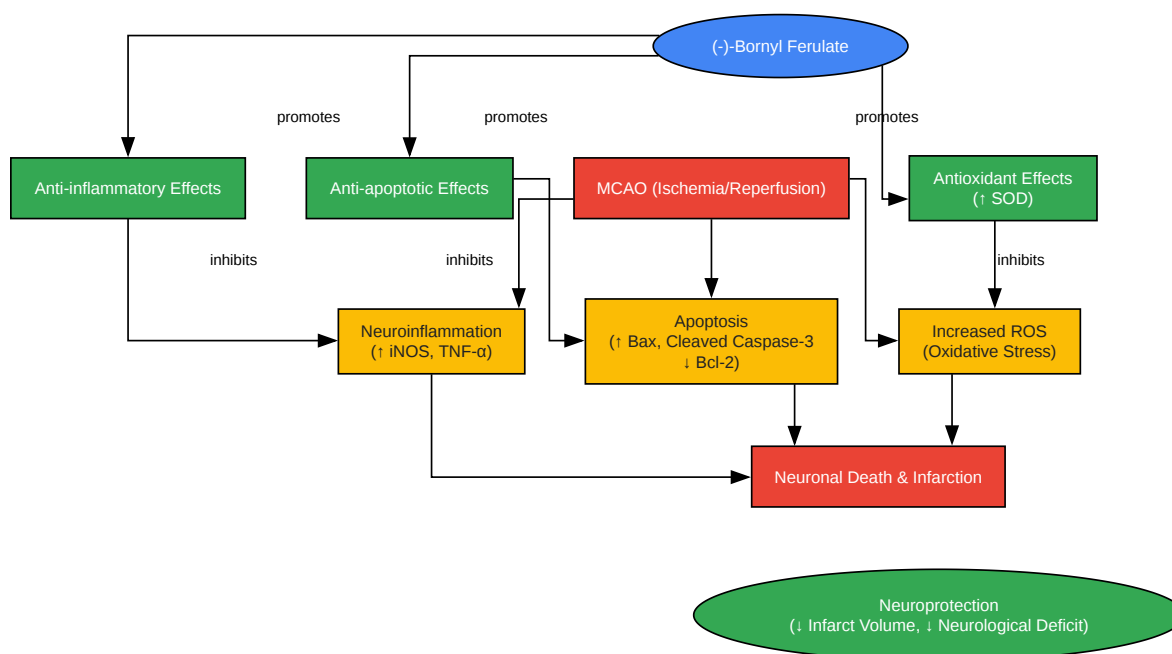 (-)-Bornyl Ferulate
promotes
promotes
promotes
Anti-inflammatory Effects
Anti-apoptotic Effects
MCAO (Ischemia/Reperfusion)
Antioxidant Effects
(↑ SOD)
inhibits
inhibits
inhibits
Neuroinflammation
(↑ iNOS, TNF-α)
Apoptosis
(↑ Bax, Cleaved Caspase-3
↓ Bcl-2)
Increased ROS
(Oxidative Stress)
Neuronal Death & Infarction
Neuroprotection
(↓ Infarct Volume, ↓ Neurological Deficit)